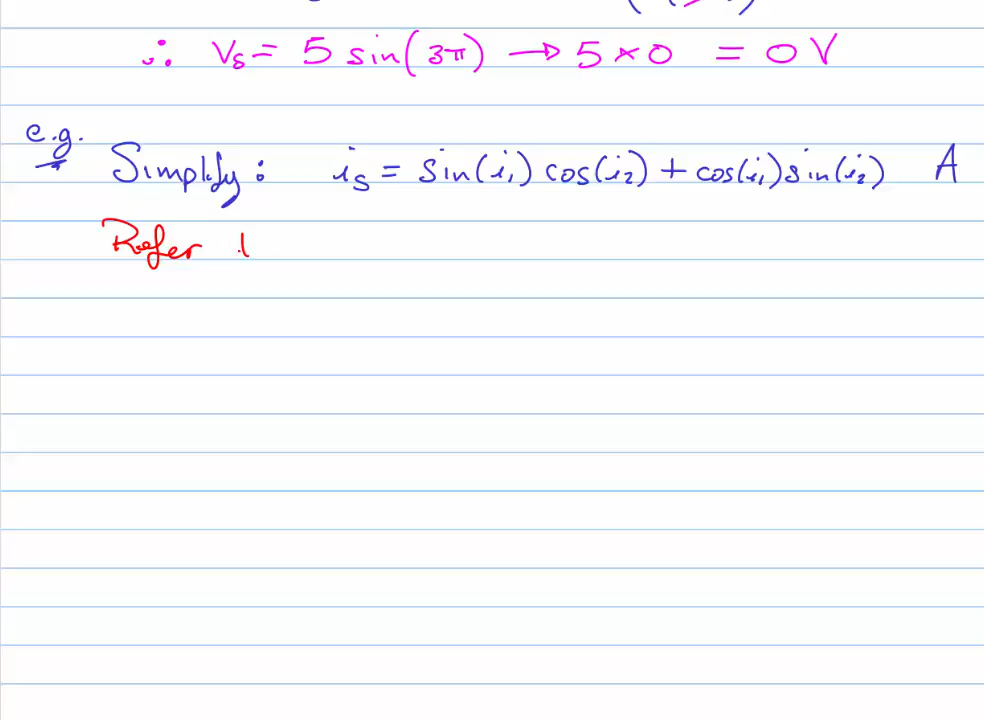 ∴ Vs = 5 sin(3π) → 5 × 0 = 0 V
e.g. Simplify: is = sin(i₁) cos(i₂) + cos(i₁) sin(i₂) A
Refer